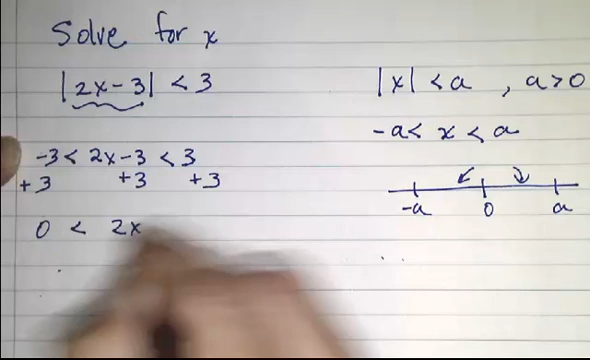 Solve for x
|2x-3| < 3
-3 < 2x-3 < 3
+3 +3 +3
0 < 2x
|x| < a , a>0
-a < x < a
-a 0 a